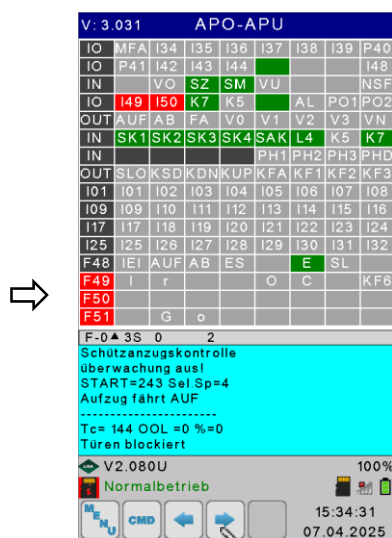 V: 3.031 APO-APU
IO MFA I34 I35 I36 I37 I38 I39 P40
IO P41 I42 I43 I44 I48
IN VO SZ SM VU NSF
IO I49 I50 K7 K5 AL PO1 PO2
OUT AUF AB FA V0 V1 V2 V3 VN
IN SK1 SK2 SK3 SK4 SAK L4 K5 K7
IN PH1 PH2 PH3 PHD
OUT SLO KSD KDN KUP KFA KF1 KF2 KF3
I01 I01 I02 I03 I04 I05 I06 I07 I08
I09 I09 I10 I11 I12 I13 I14 I15 I16
I17 I17 I18 I19 I20 I21 I22 I23 I24
I25 I25 I26 I27 I28 I29 I30 I31 I32
F48 IEI AUF AB ES E SL
F49 I r O C KF6
F50
F51 G o
F-0▲ 3S 0 2
Schützanzugskontrolle
überwachung aus!
START=243 Sel.Sp=4
Aufzug fährt AUF
----------------------
Tc= 144 OOL =0 %=0
Türen blockiert
V2.080U 100%
Normalbetrieb
MENU CMD
15:34:31
07.04.2025